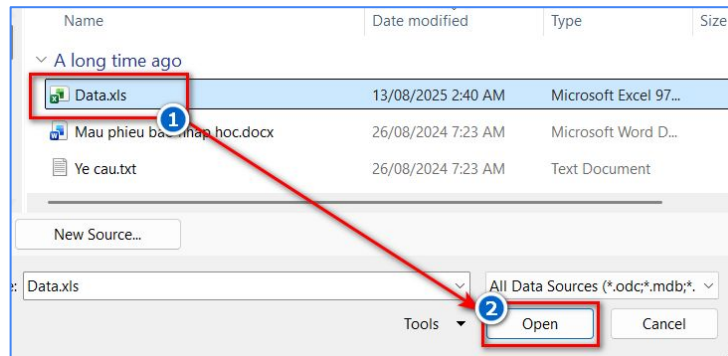 Name Date modified Type Size
A long time ago
Data.xls 13/08/2025 2:40 AM Microsoft Excel 97...
1
Mau phieu bao nhap hoc.docx 26/08/2024 7:23 AM Microsoft Word D...
Ye cau.txt 26/08/2024 7:23 AM Text Document
New Source...
e: Data.xls All Data Sources (*.odc;*.mdb;*.
2
Tools Open Cancel